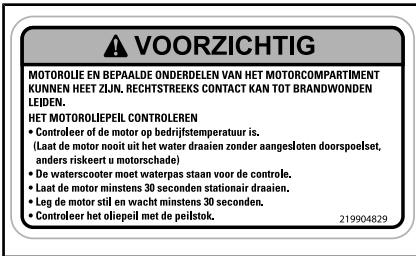 VOORZICHTIG
MOTOROLIE EN BEPAALDE ONDERDELEN VAN HET MOTORCOMPARTIMENT
KUNNEN HEET ZIJN. RECHTSTREEKS CONTACT KAN TOT BRANDWONDEN
LEIDEN.
HET MOTOROLIEPEIL CONTROLEREN
• Controleer of de motor op bedrijfstemperatuur is.
(Laat de motor nooit uit het water draaien zonder aangesloten doorspoelset,
anders riskeert u motorschade)
• De waterscooter moet waterpas staan voor de controle.
• Laat de motor minstens 30 seconden stationair draaien.
• Leg de motor stil en wacht minstens 30 seconden.
• Controleer het oliepeil met de peilstok.
219904829